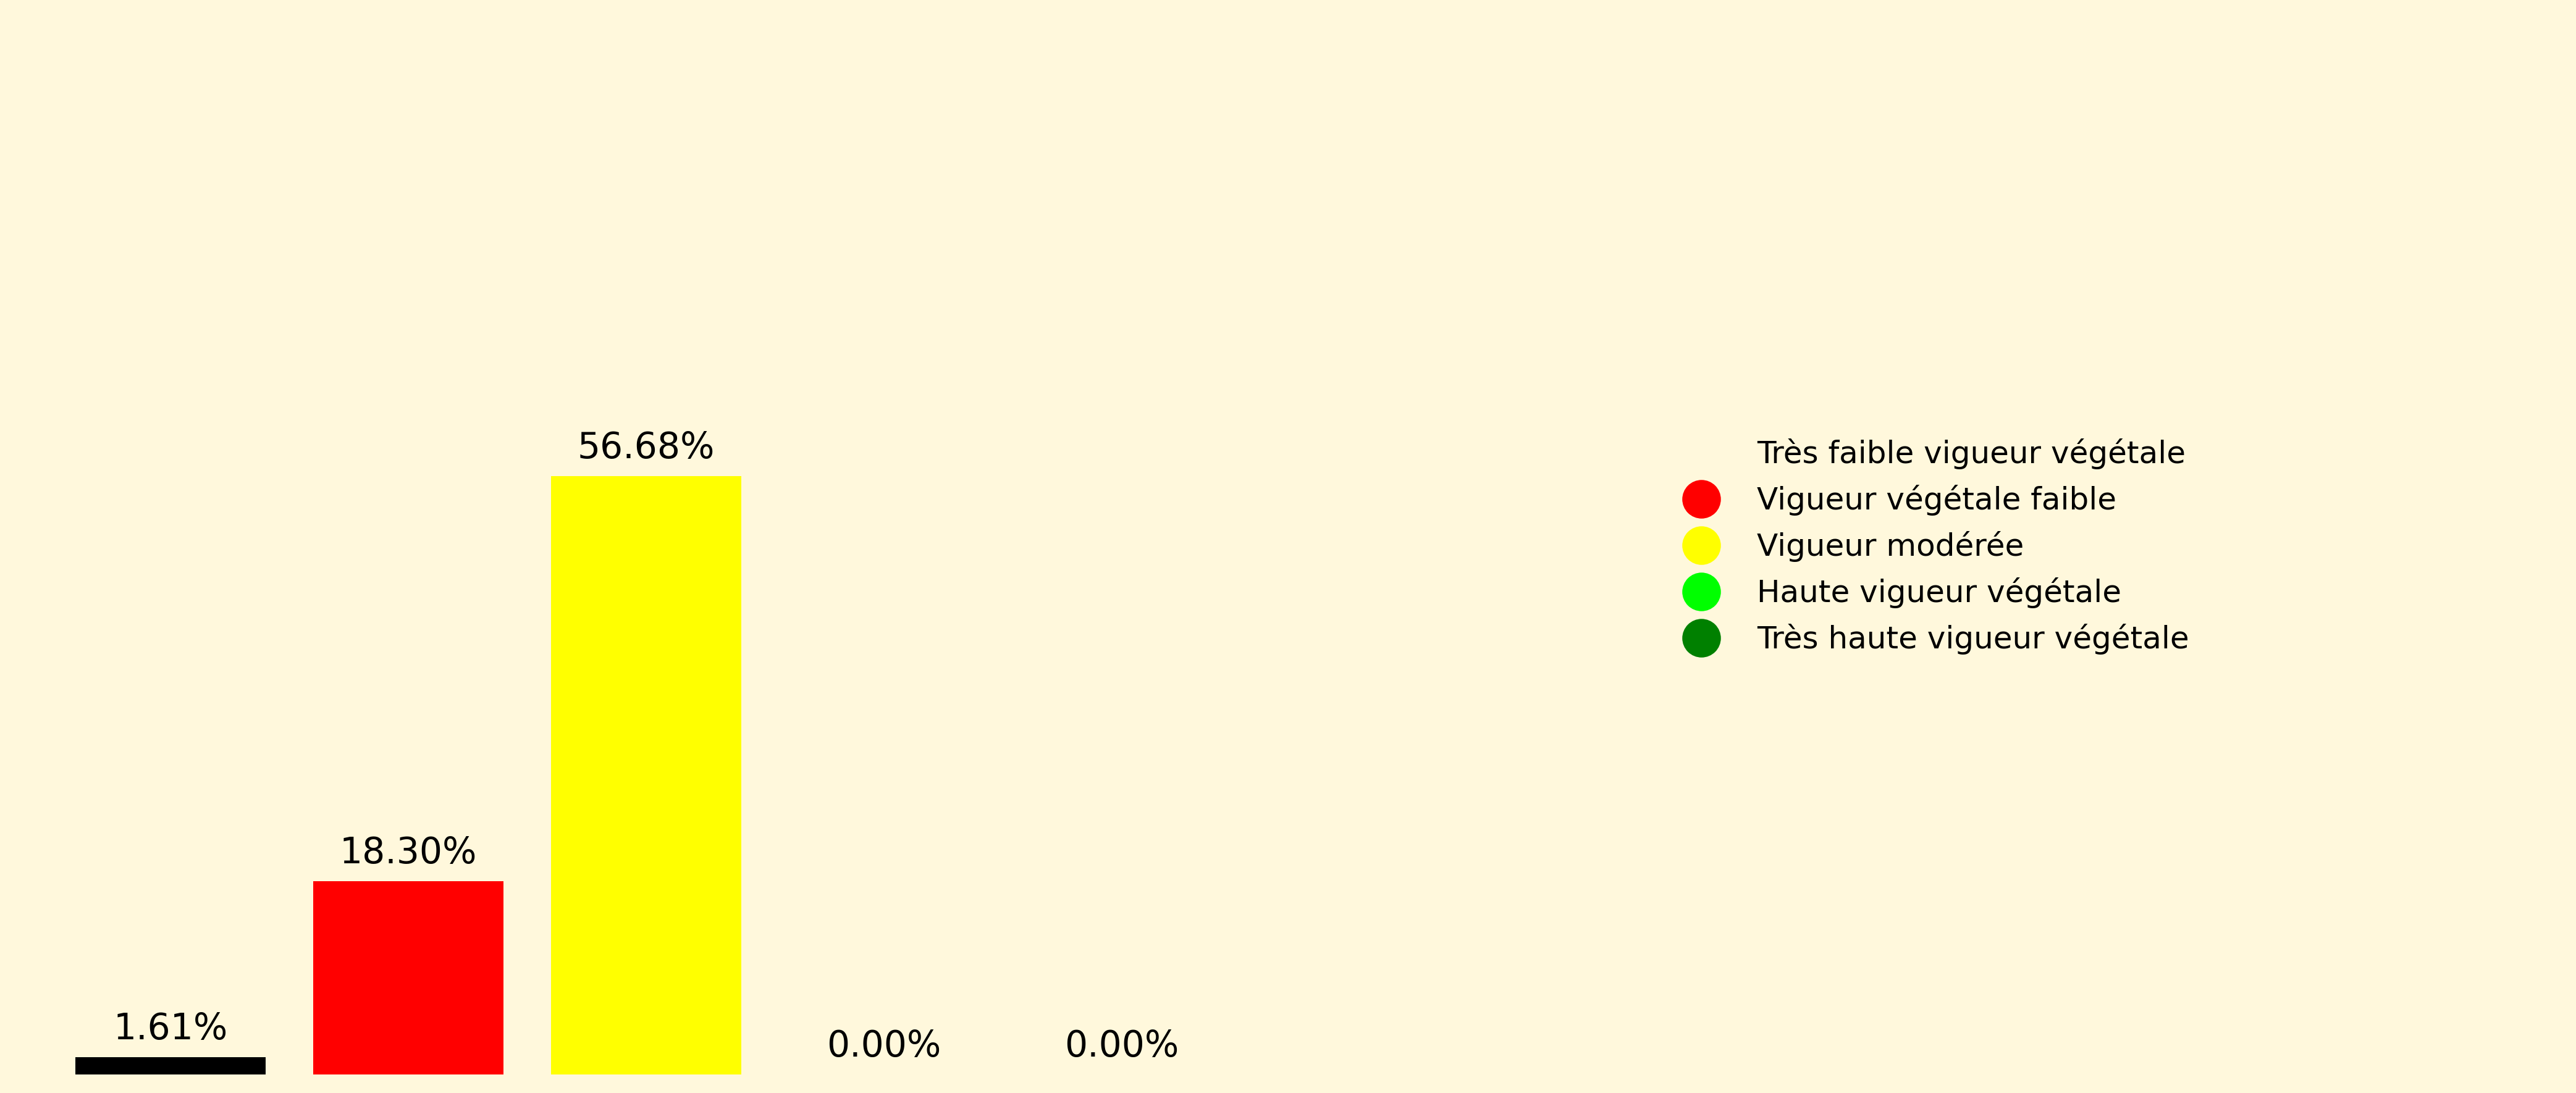 56.68%
18.30%
1.61%
0.00%
0.00%
Très faible vigueur végétale
Vigueur végétale faible
Vigueur modérée
Haute vigueur végétale
Très haute vigueur végétale